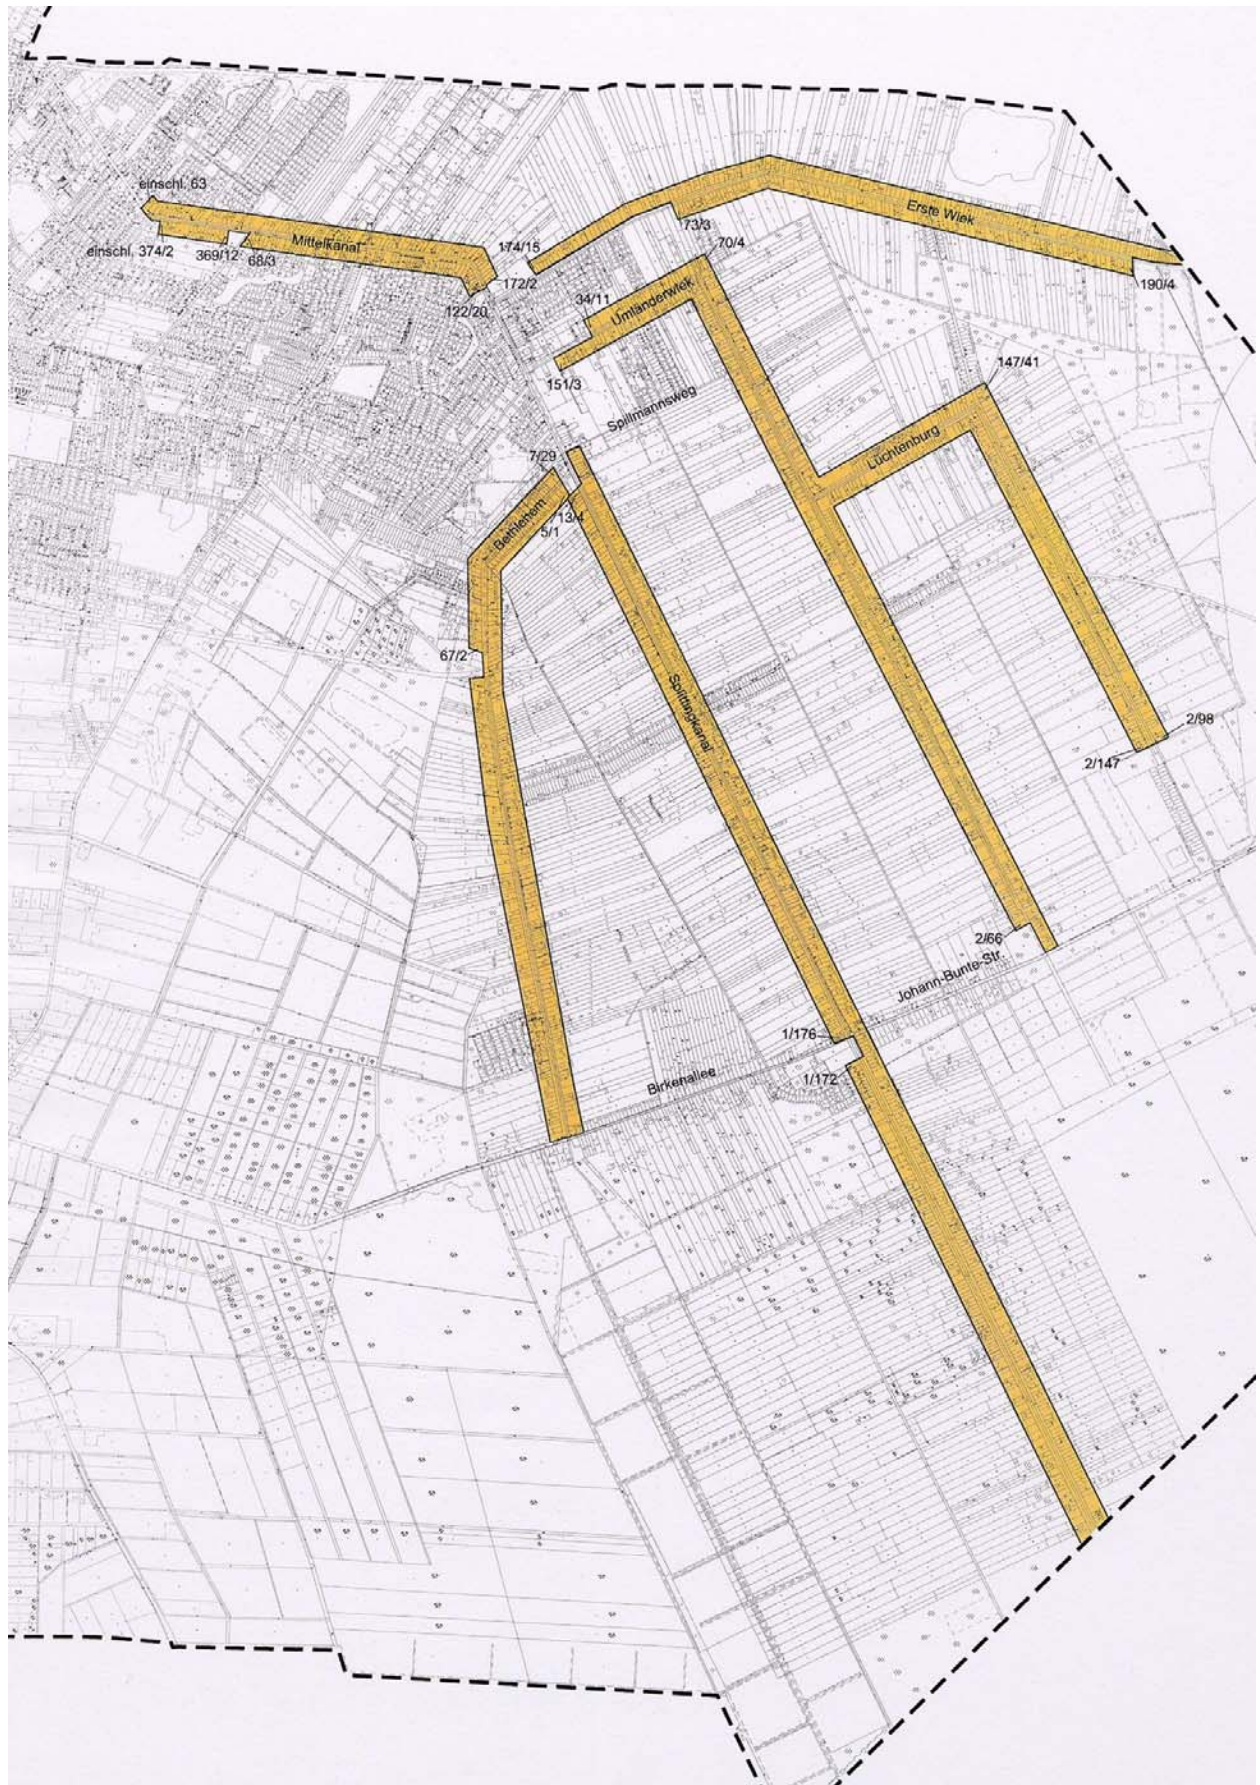 einschl. 63
einschl. 374/2
369/12
68/3
Mittelkanal
122/20
174/15
172/2
73/3
Erste Wiek
190/4
70/4
34/11
Umländerwiek
151/3
Spillmannsweg
147/41
Lüchtenburg
7/29
13/4
5/1
Bethlehem
67/2
Splittingkanal
2/98
2/147
2/66
Johann-Bunte-Str.
1/176
1/172
Birkenallee